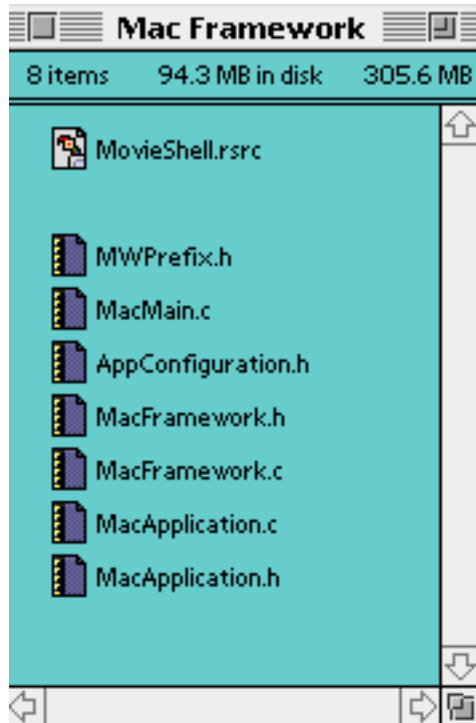 Mac Framework
8 items 94.3 MB in disk 305.6 MB
MovieShell.rsrc
MWPrefix.h
MacMain.c
AppConfiguration.h
MacFramework.h
MacFramework.c
MacApplication.c
MacApplication.h